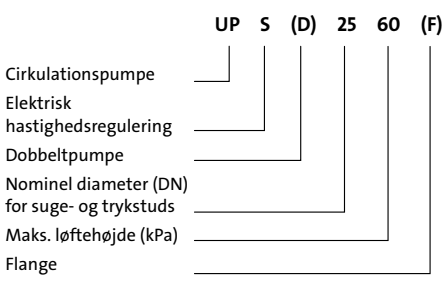 UP S (D) 25 60 (F)
Cirkulationspumpe
Elektrisk
hastighedsregulering
Dobbeltpumpe
Nominel diameter (DN)
for suge- og trykstuds
Maks. løftehøjde (kPa)
Flange